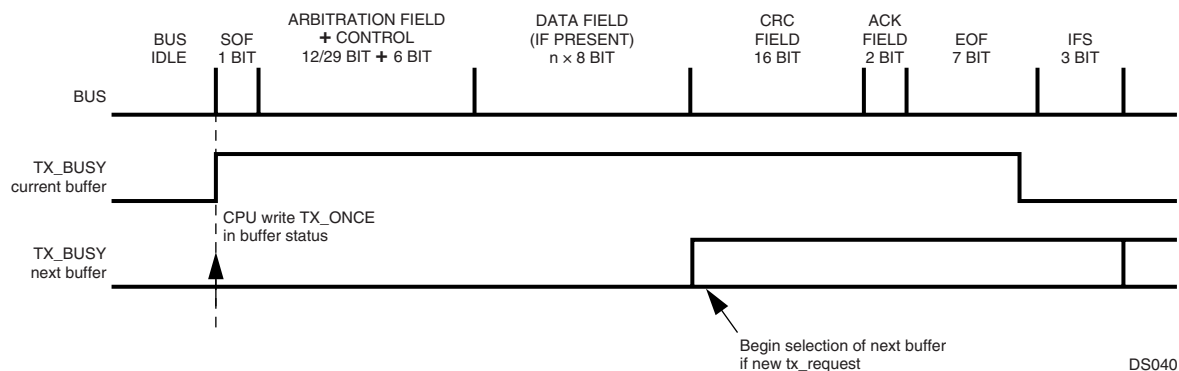 BUS
IDLE
SOF
1 BIT
ARBITRATION FIELD
+ CONTROL
12/29 BIT + 6 BIT
DATA FIELD
(IF PRESENT)
n × 8 BIT
CRC
FIELD
16 BIT
ACK
FIELD
2 BIT
EOF
7 BIT
IFS
3 BIT
BUS
TX_BUSY
current buffer
CPU write TX_ONCE
in buffer status
TX_BUSY
next buffer
Begin selection of next buffer
if new tx_request
DS040